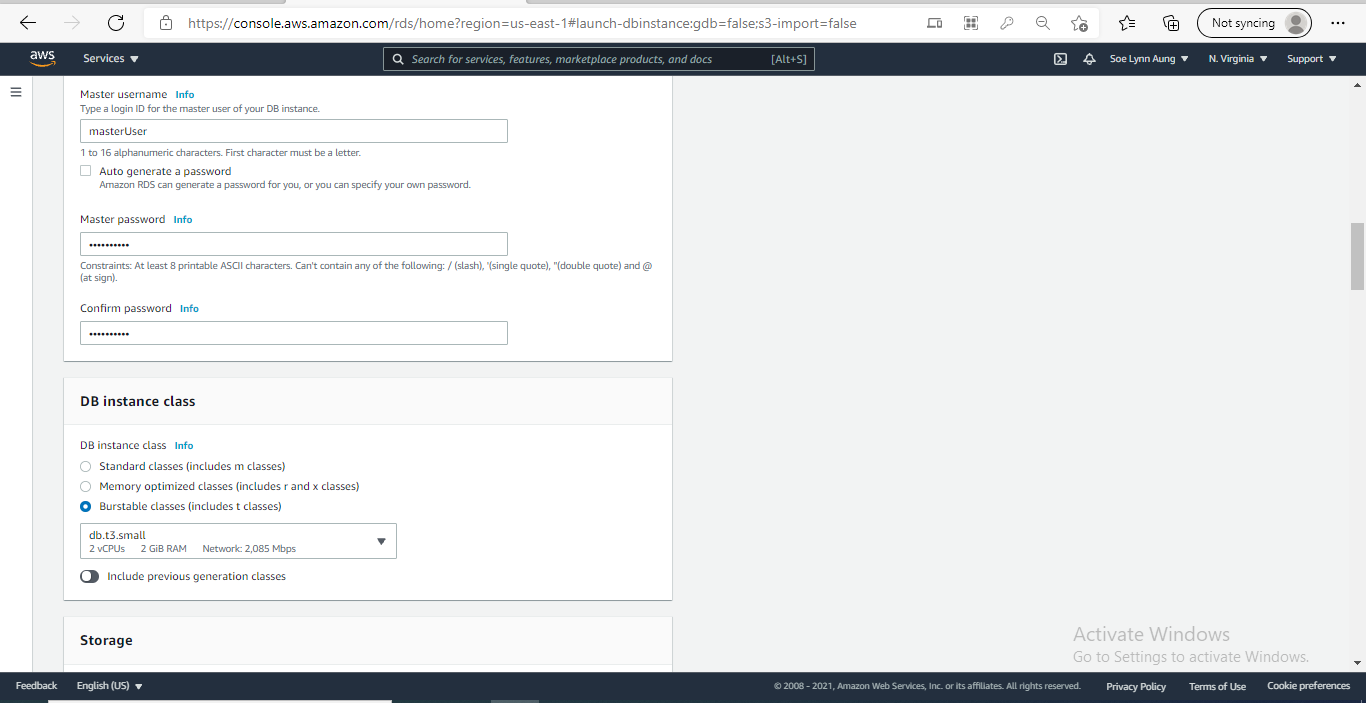 https://console.aws.amazon.com/rds/home?region=us-east-1#launch-dbinstance:gdb=false;s3-import=false
Not syncing
aws
Services
Search for services, features, marketplace products, and docs
[Alt+S]
Soe Lynn Aung
N. Virginia
Support
Master username Info
Type a login ID for the master user of your DB instance.
masterUser
1 to 16 alphanumeric characters. First character must be a letter.
Auto generate a password
Amazon RDS can generate a password for you, or you can specify your own password.
Master password Info
••••••••••
Constraints: At least 8 printable ASCII characters. Can't contain any of the following: / (slash), '(single quote), "(double quote) and @
(at sign).
Confirm password Info
••••••••••
DB instance class
DB instance class Info
Standard classes (includes m classes)
Memory optimized classes (includes r and x classes)
Burstable classes (includes t classes)
db.t3.small
2 vCPUs 2 GiB RAM Network: 2,085 Mbps
Include previous generation classes
Storage
Activate Windows
Go to Settings to activate Windows.
Feedback
English (US)
© 2008 - 2021, Amazon Web Services, Inc. or its affiliates. All rights reserved.
Privacy Policy
Terms of Use
Cookie preferences